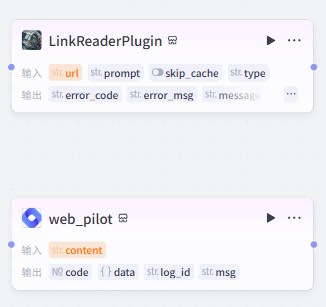 LinkReaderPlugin
输入 str. url str. prompt skip_cache str. type
输出 str. error_code str. error_msg str. message ...
web_pilot
输入 str. content
输出 № code { } data str. log_id str. msg